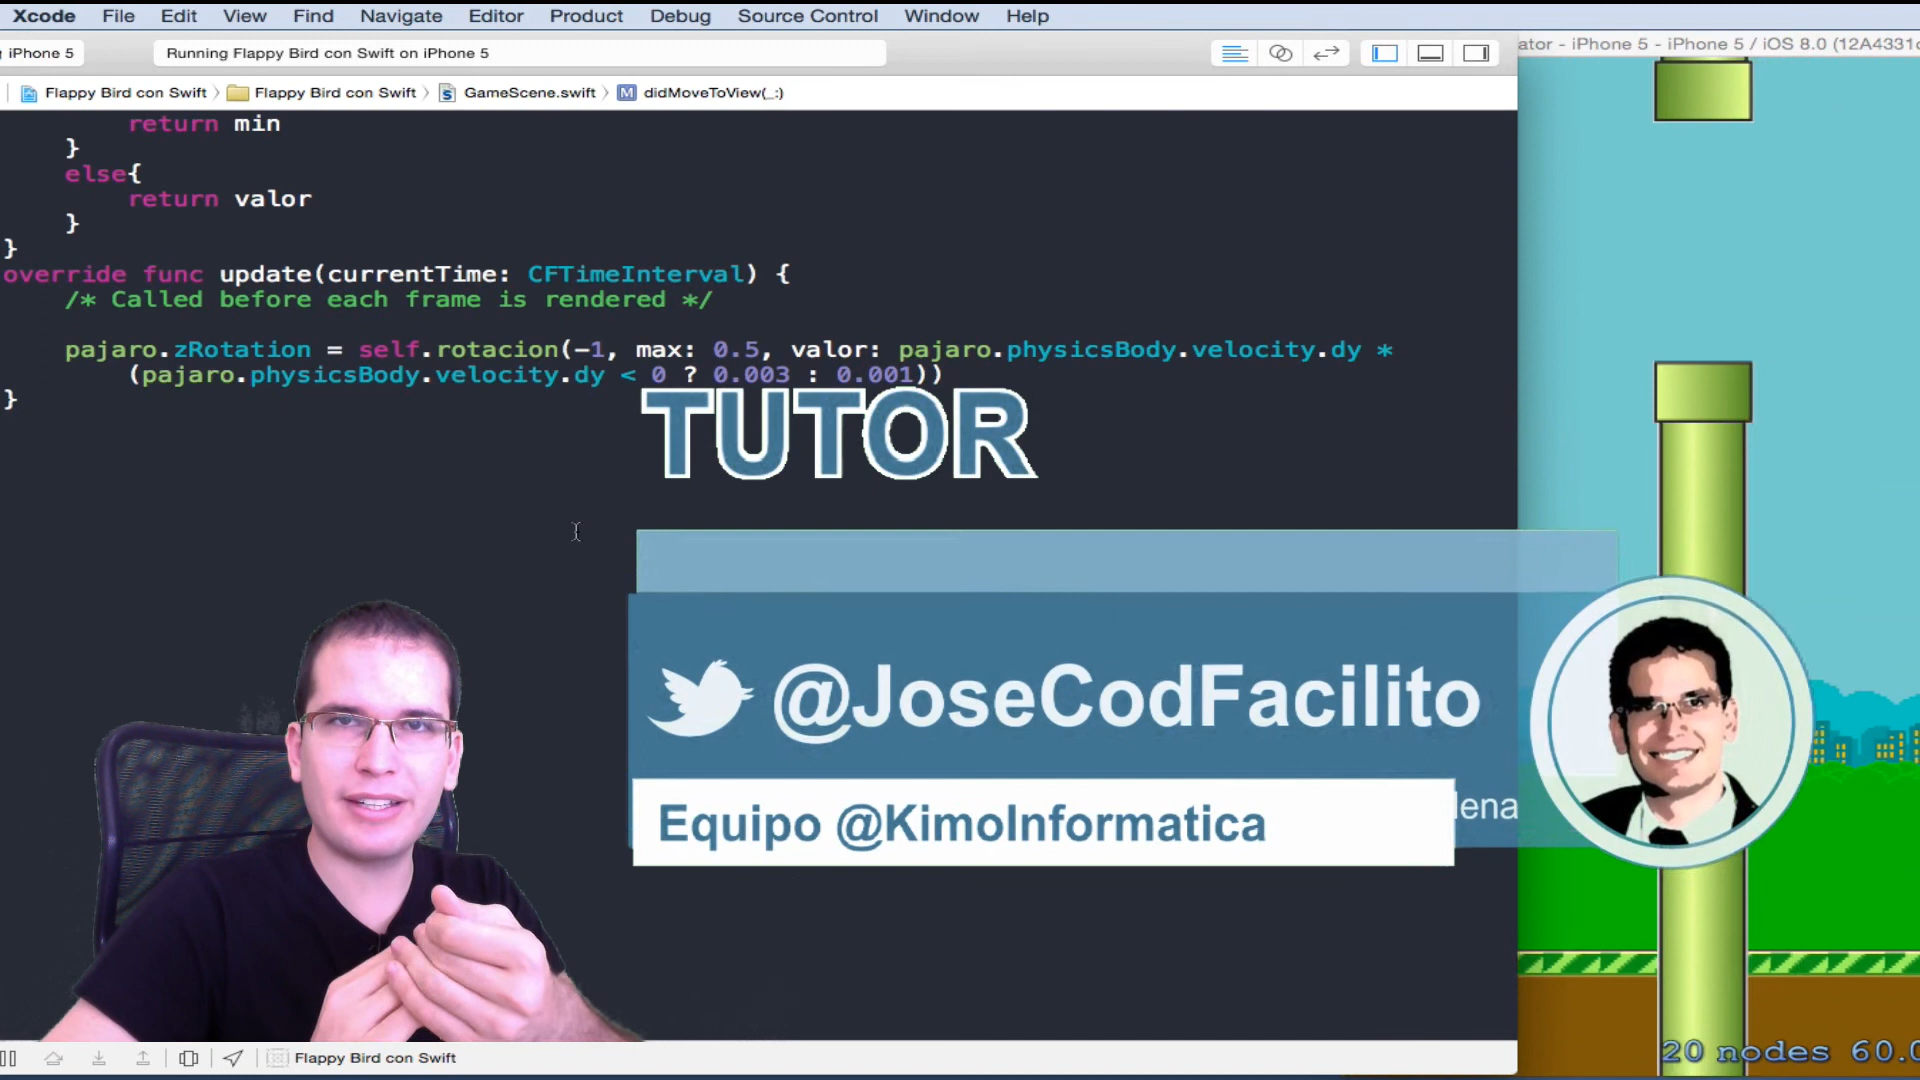 Xcode File Edit View Find Navigate Editor Product Debug Source Control Window Help
iPhone 5
Running Flappy Bird con Swift on iPhone 5
ator - iPhone 5 - iPhone 5 / iOS 8.0 (12A4331c
Flappy Bird con Swift
Flappy Bird con Swift
GameScene.swift
M didMoveToView(_:)
return min
}
else{
return valor
}
}
override func update(currentTime: CFTimeInterval) {
/* Called before each frame is rendered */
pajaro.zRotation = self.rotacion(-1, max: 0.5, valor: pajaro.physicsBody.velocity.dy *
(pajaro.physicsBody.velocity.dy < 0 ? 0.003 : 0.001))
}
TUTOR
@JoseCodFacilito
Equipo @KimoInformatica
lena
Flappy Bird con Swift
20 nodes 60.0